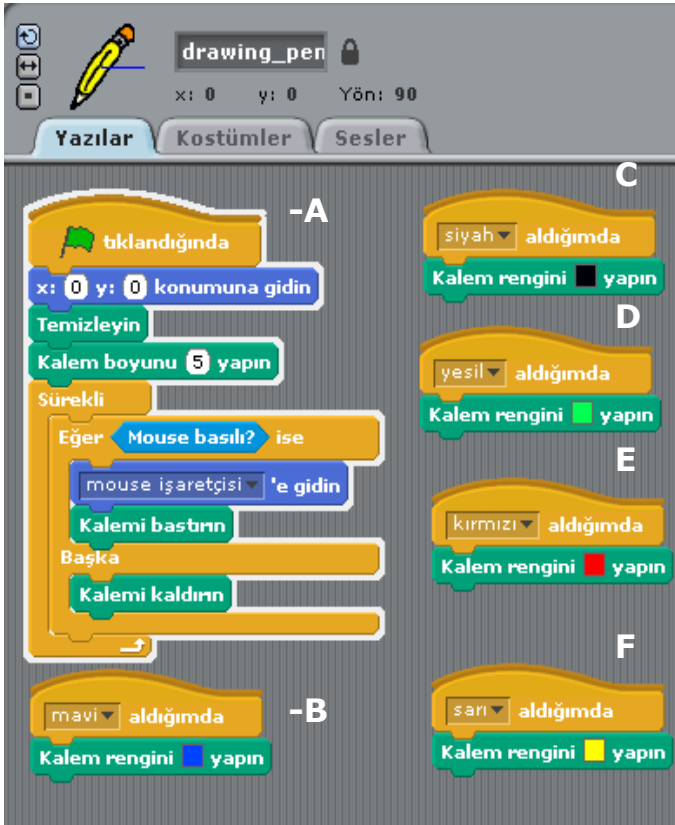 drawing_pen
x: 0 y: 0 Yön: 90
Yazılar Kostümler Sesler
-A
tıklandığında
x: 0 y: 0 konumuna gidin
Temizleyin
Kalem boyunu 5 yapın
Sürekli
Eğer Mouse basılı? ise
mouse işaretçisi 'e gidin
Kalemi bastırın
Başka
Kalemi kaldırın
-B
mavi aldığımda
Kalem rengini yapın
C
siyah aldığımda
Kalem rengini yapın
D
yesil aldığımda
Kalem rengini yapın
E
kırmızı aldığımda
Kalem rengini yapın
F
sarı aldığımda
Kalem rengini yapın